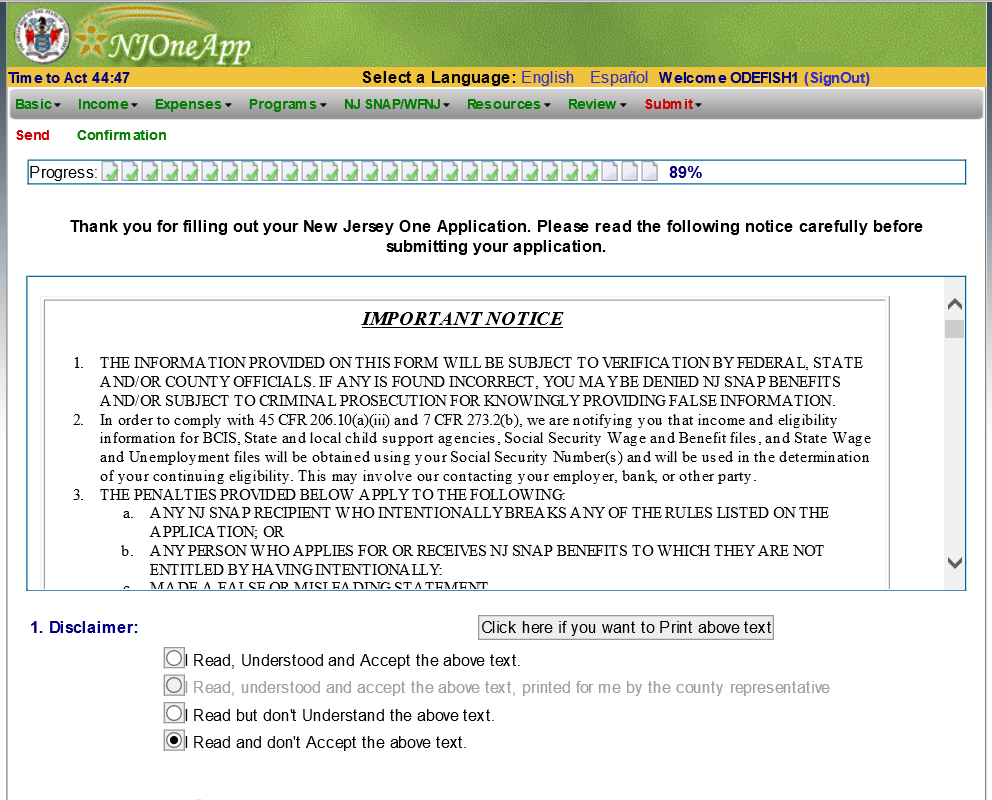 NJOneApp
Time to Act 44:47 Select a Language: English Español Welcome ODEFISH1 (SignOut)
Basic Income Expenses Programs NJ SNAP/WFNJ Resources Review Submit
Send Confirmation
Progress: 89%
Thank you for filling out your New Jersey One Application. Please read the following notice carefully before
submitting your application.
IMPORTANT NOTICE
1. THE INFORMATION PROVIDED ON THIS FORM WILL BE SUBJECT TO VERIFICATION BY FEDERAL, STATE
AND/OR COUNTY OFFICIALS. IF ANY IS FOUND INCORRECT, YOU MAY BE DENIED NJ SNAP BENEFITS
AND/OR SUBJECT TO CRIMINAL PROSECUTION FOR KNOWINGLY PROVIDING FALSE INFORMATION.
2. In order to comply with 45 CFR 206.10(a)(iii) and 7 CFR 273.2(b), we are notifying you that income and eligibility
information for BCIS, State and local child support agencies, Social Security Wage and Benefit files, and State Wage
and Unemployment files will be obtained using your Social Security Number(s) and will be used in the determination
of your continuing eligibility. This may involve our contacting your employer, bank, or other party.
3. THE PENALTIES PROVIDED BELOW APPLY TO THE FOLLOWING:
a. ANY NJ SNAP RECIPIENT WHO INTENTIONALLY BREAKS ANY OF THE RULES LISTED ON THE
APPLICATION; OR
b. ANY PERSON WHO APPLIES FOR OR RECEIVES NJ SNAP BENEFITS TO WHICH THEY ARE NOT
ENTITLED BY HAVING INTENTIONALLY:
c. MADE A FALSE OR MISLEADING STATEMENT
1. Disclaimer: Click here if you want to Print above text
I Read, Understood and Accept the above text.
I Read, understood and accept the above text, printed for me by the county representative
I Read but don't Understand the above text.
I Read and don't Accept the above text.